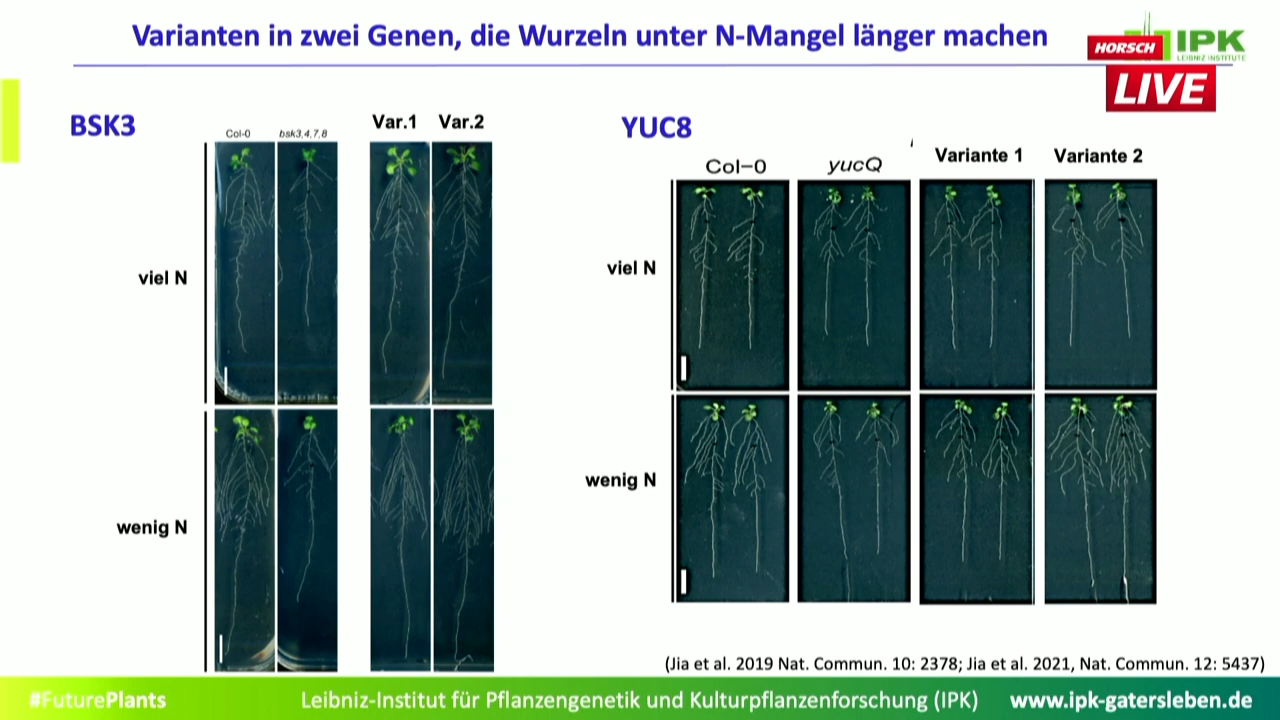 Varianten in zwei Genen, die Wurzeln unter N-Mangel länger machen
HORSCH
LIVE
IPK
LEIBNIZ INSTITUTE
BSK3
Col-0
bsk3,4,7,8
Var.1
Var.2
viel N
wenig N
YUC8
Col–0
yucQ
Variante 1
Variante 2
viel N
wenig N
(Jia et al. 2019 Nat. Commun. 10: 2378; Jia et al. 2021, Nat. Commun. 12: 5437)
#FuturePlants
Leibniz-Institut für Pflanzengenetik und Kulturpflanzenforschung (IPK)
www.ipk-gatersleben.de